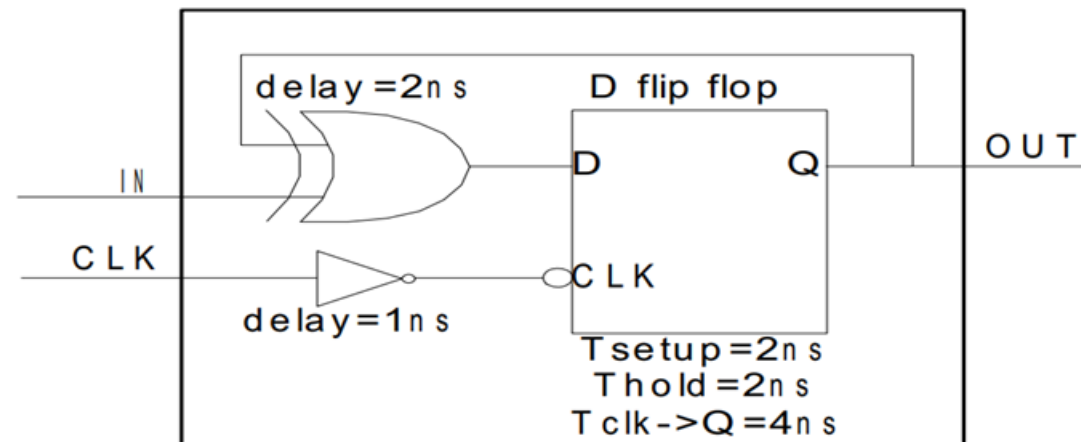 delay=2ns
D flip flop
D
Q
OUT
IN
CLK
CLK
delay=1ns
Tsetup=2ns
Thold=2ns
Tclk->Q=4ns